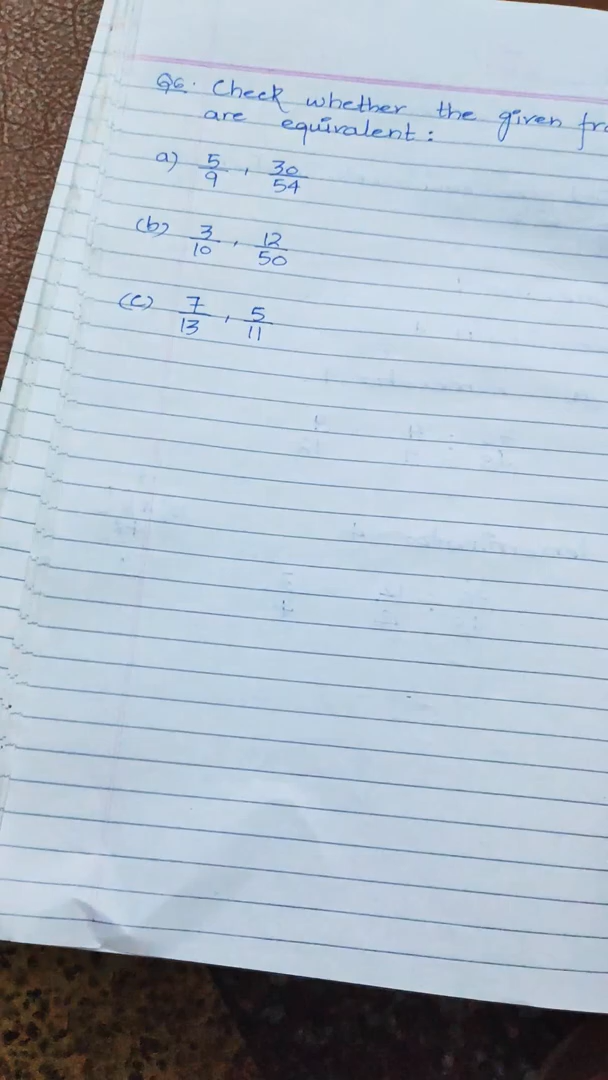 Q6. Check whether the given
are equivalent:
a) 5/9 , 30/54
(b) 3/10 , 12/50
(c) 7/13 , 5/11